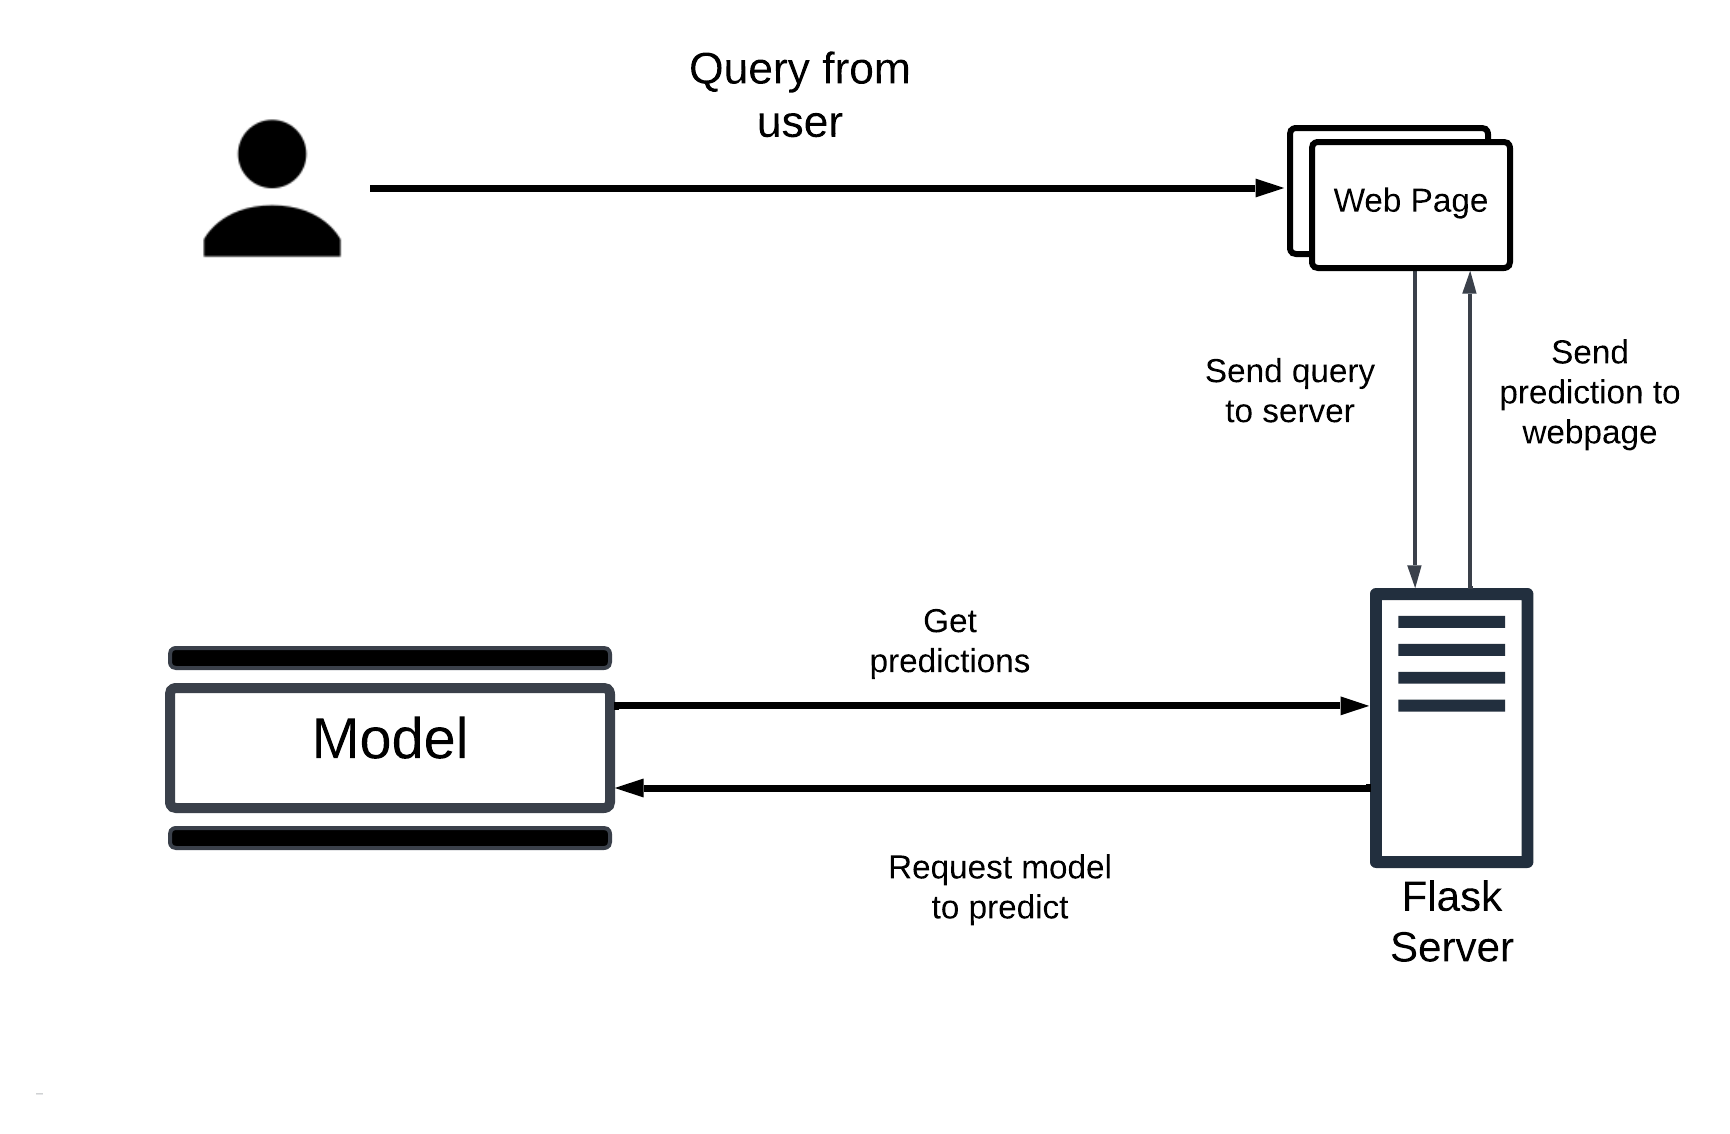 Query from
user
Web Page
Send query
to server
Send
prediction to
webpage
Get
predictions
Model
Request model
to predict
Flask
Server